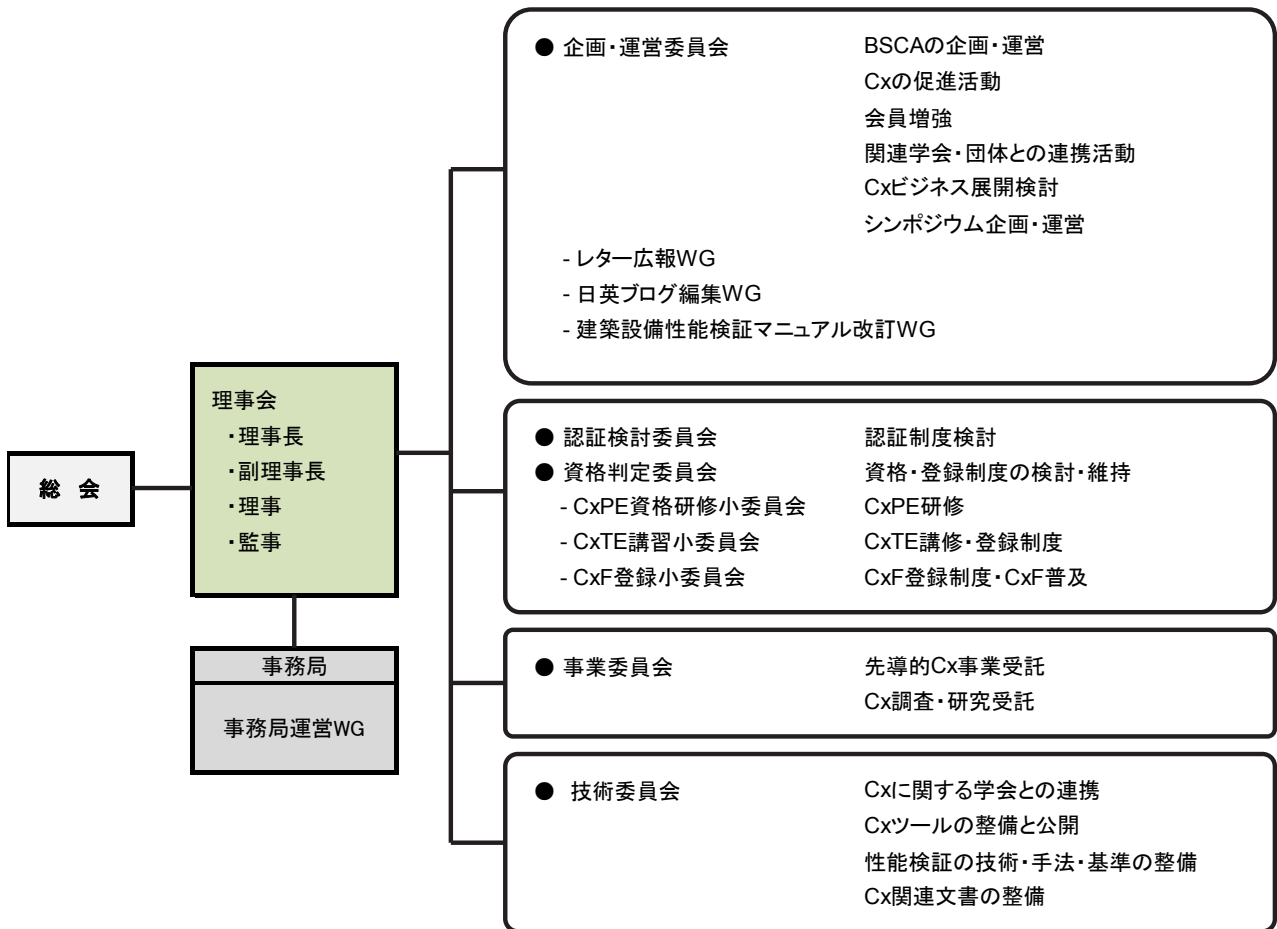 総 会
理事会
・理事長
・副理事長
・理事
・監事
事務局
事務局運営WG
● 企画・運営委員会 BSCAの企画・運営
Cxの促進活動
会員増強
関連学会・団体との連携活動
Cxビジネス展開検討
シンポジウム企画・運営
- レター広報WG
- 日英ブログ編集WG
- 建築設備性能検証マニュアル改訂WG
● 認証検討委員会 認証制度検討
● 資格判定委員会 資格・登録制度の検討・維持
- CxPE資格研修小委員会 CxPE研修
- CxTE講習小委員会 CxTE講修・登録制度
- CxF登録小委員会 CxF登録制度・CxF普及
● 事業委員会 先導的Cx事業受託
Cx調査・研究受託
● 技術委員会 Cxに関する学会との連携
Cxツールの整備と公開
性能検証の技術・手法・基準の整備
Cx関連文書の整備